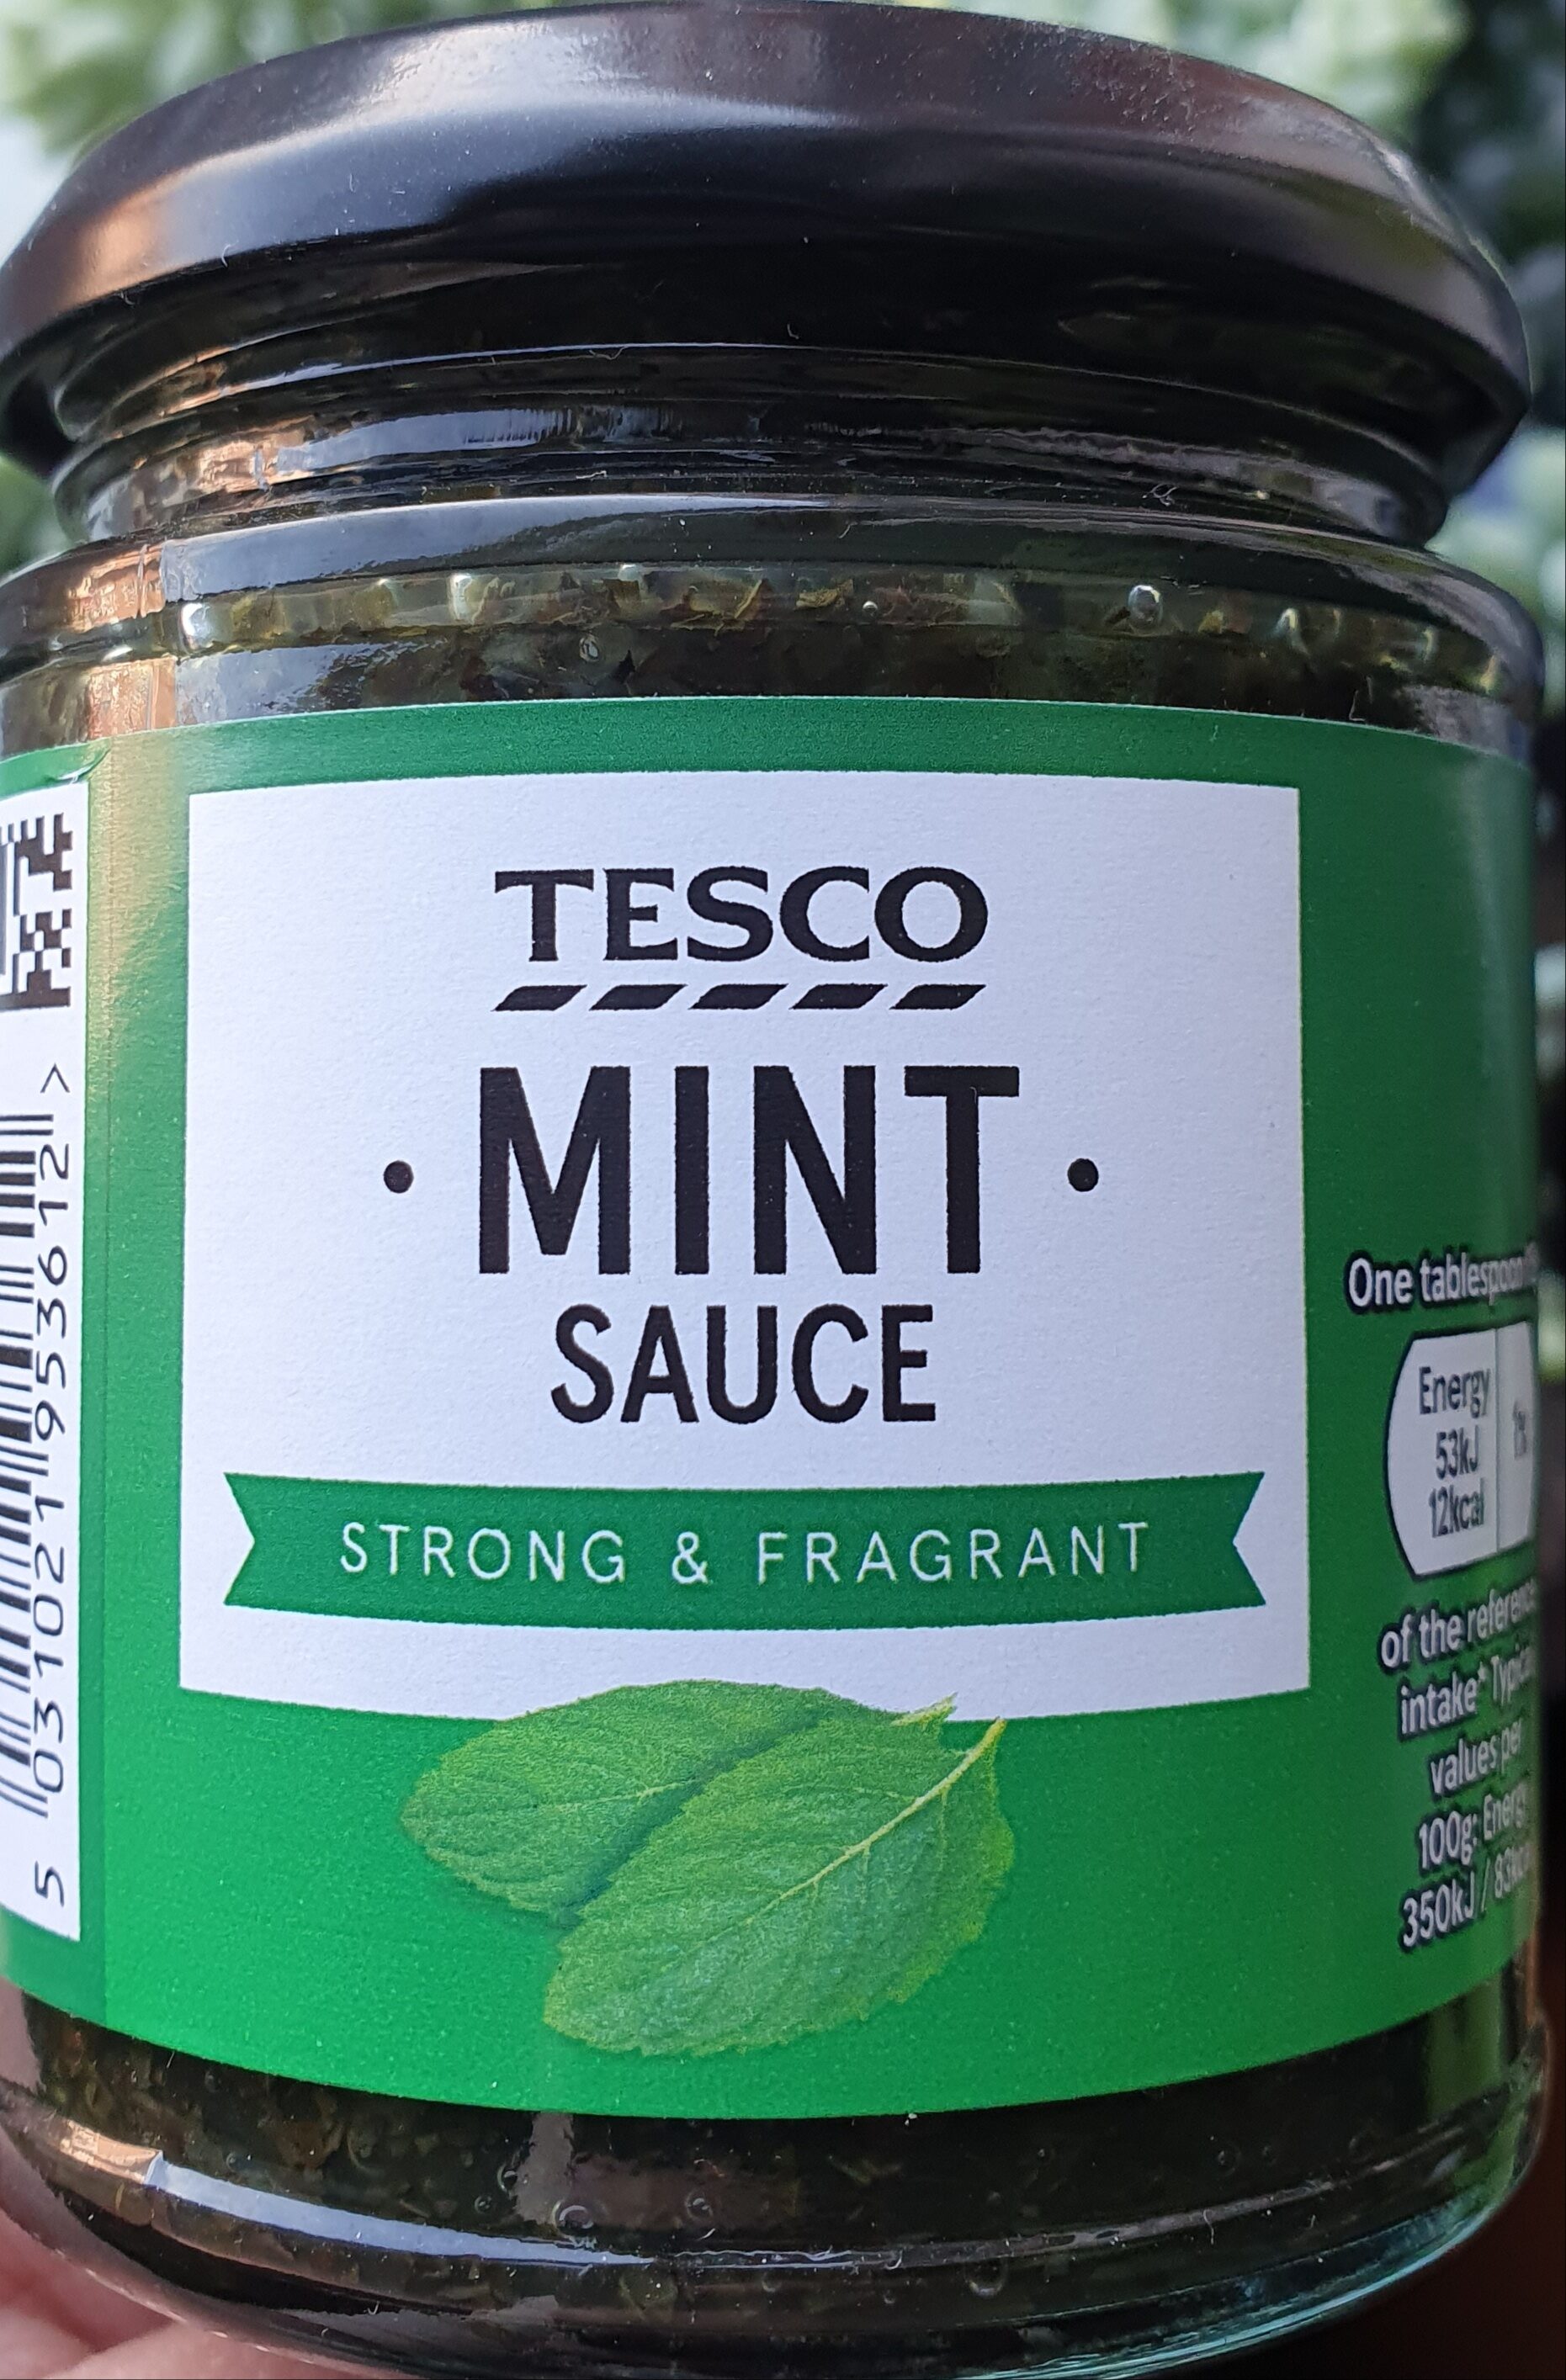 TESCO
· MINT ·
SAUCE
STRONG & FRAGRANT
5 031021 953612 >
One tablespoon
Energy
53kJ
12kcal
1%
of the reference
intake* Typical
values per
100g: Energy
350kJ /